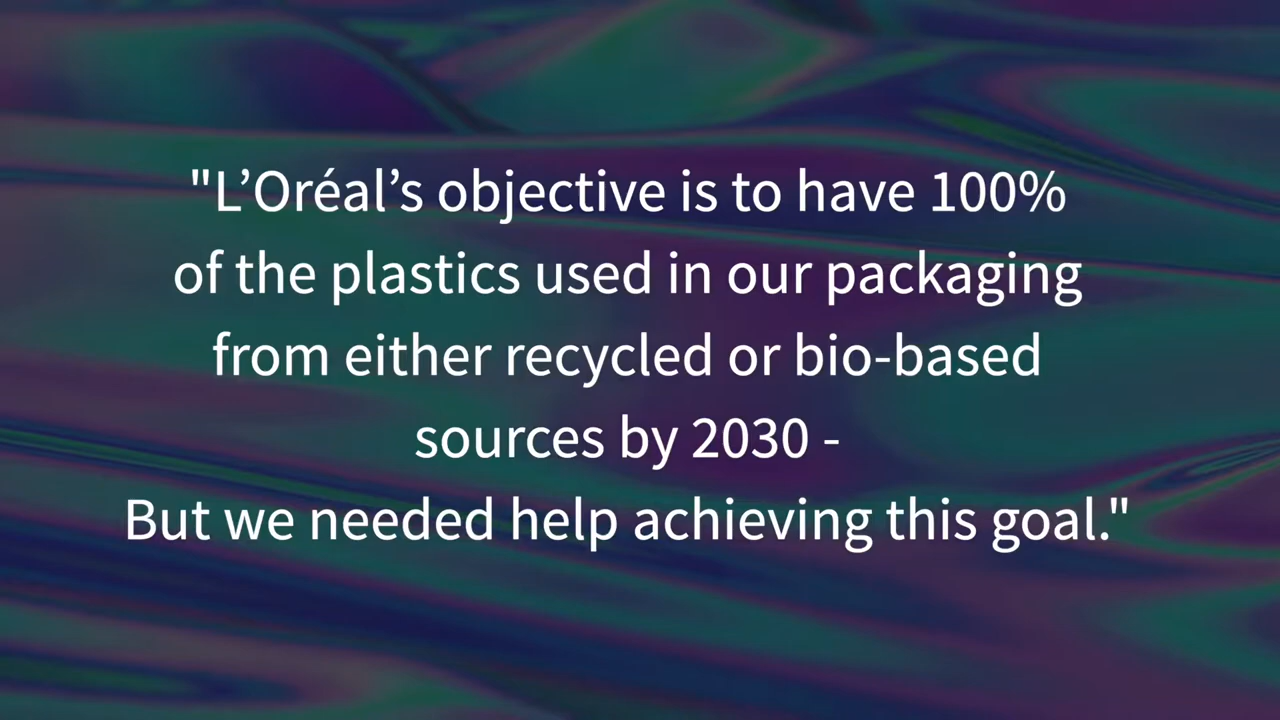 "L’Oréal’s objective is to have 100%
of the plastics used in our packaging
from either recycled or bio-based
sources by 2030 -
But we needed help achieving this goal."